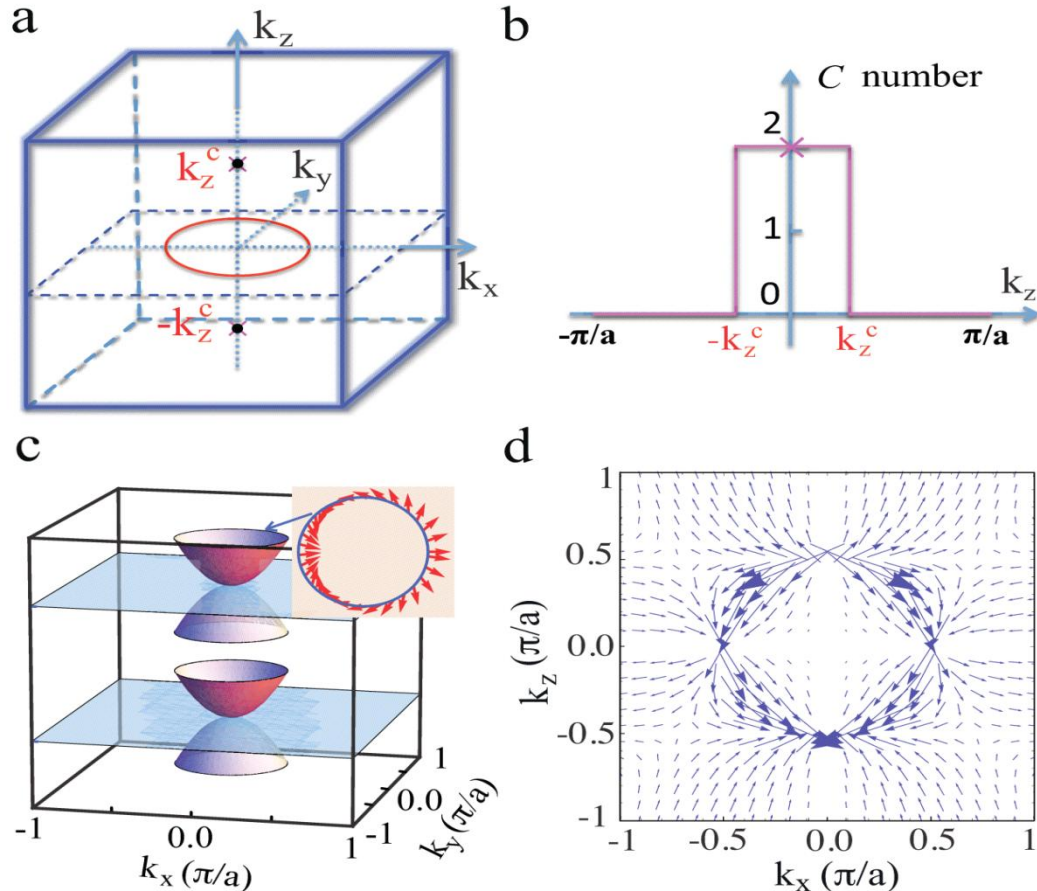 a
k_z
k_z^c
k_y
k_x
-k_z^c
b
C number
2
1
0
k_z
-π/a
-k_z^c
k_z^c
π/a
c
-1
0.0
1
k_x (π/a)
-1
0.0
1
k_y (π/a)
d
1
0.5
0.0
-0.5
-1
k_z (π/a)
-1
-0.5
0.0
0.5
1
k_x (π/a)